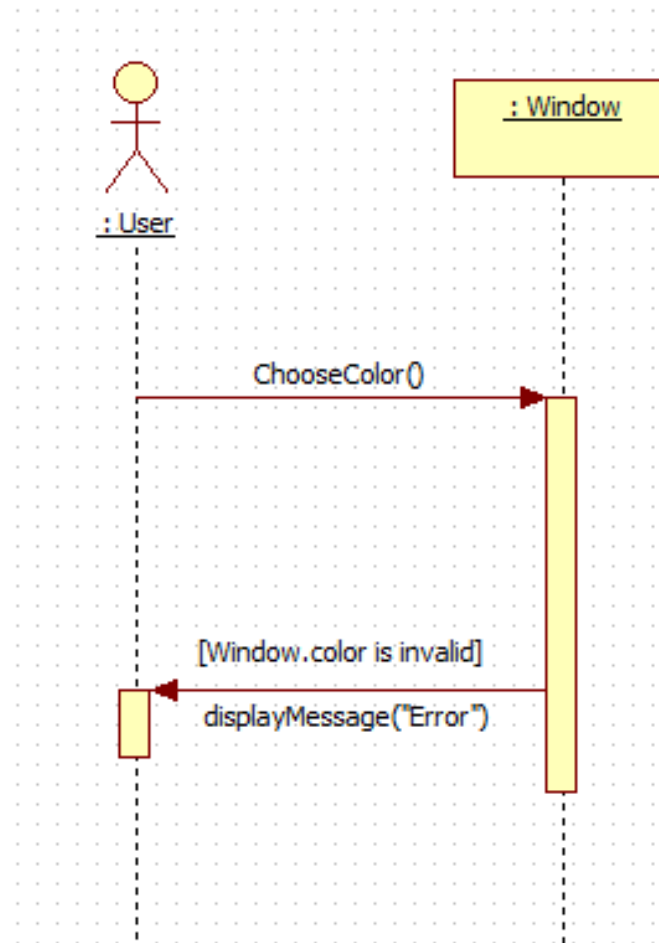 : Window
: User
ChooseColor()
[Window.color is invalid]
displayMessage("Error")